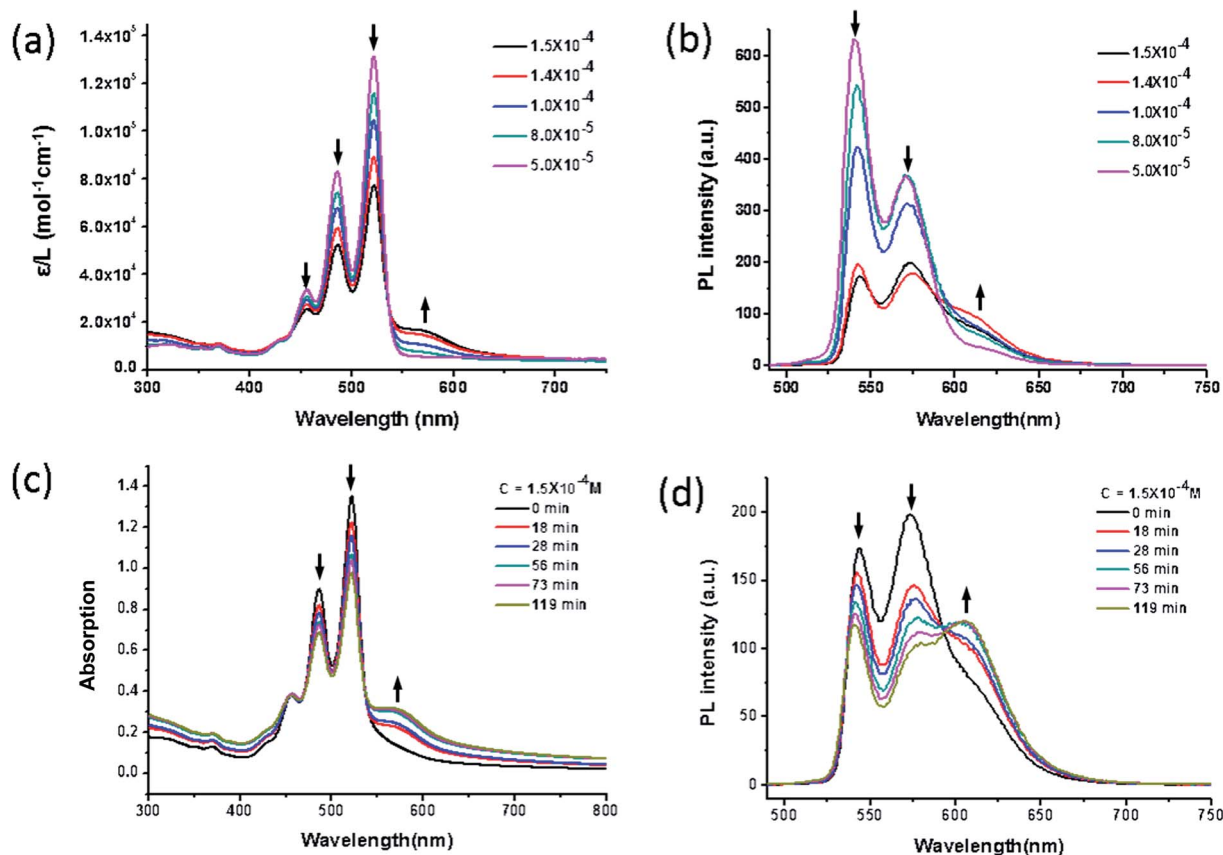 (a)
ε/L (mol⁻¹cm⁻¹)
1.4x10⁵
1.2x10⁵
1.0x10⁵
8.0x10⁴
6.0x10⁴
4.0x10⁴
2.0x10⁴
0.0
300 400 500 600 700
Wavelength (nm)
1.5X10⁻⁴
1.4X10⁻⁴
1.0X10⁻⁴
8.0X10⁻⁵
5.0X10⁻⁵
(b)
PL intensity (a.u.)
600
500
400
300
200
100
0
500 550 600 650 700 750
Wavelength(nm)
1.5X10⁻⁴
1.4X10⁻⁴
1.0X10⁻⁴
8.0X10⁻⁵
5.0X10⁻⁵
(c)
Absorption
1.4
1.2
1.0
0.8
0.6
0.4
0.2
0.0
300 400 500 600 700 800
Wavelength(nm)
C = 1.5X10⁻⁴M
0 min
18 min
28 min
56 min
73 min
119 min
(d)
PL intensity (a.u.)
200
150
100
50
0
500 550 600 650 700 750
Wavelength(nm)
C = 1.5X10⁻⁴M
0 min
18 min
28 min
56 min
73 min
119 min